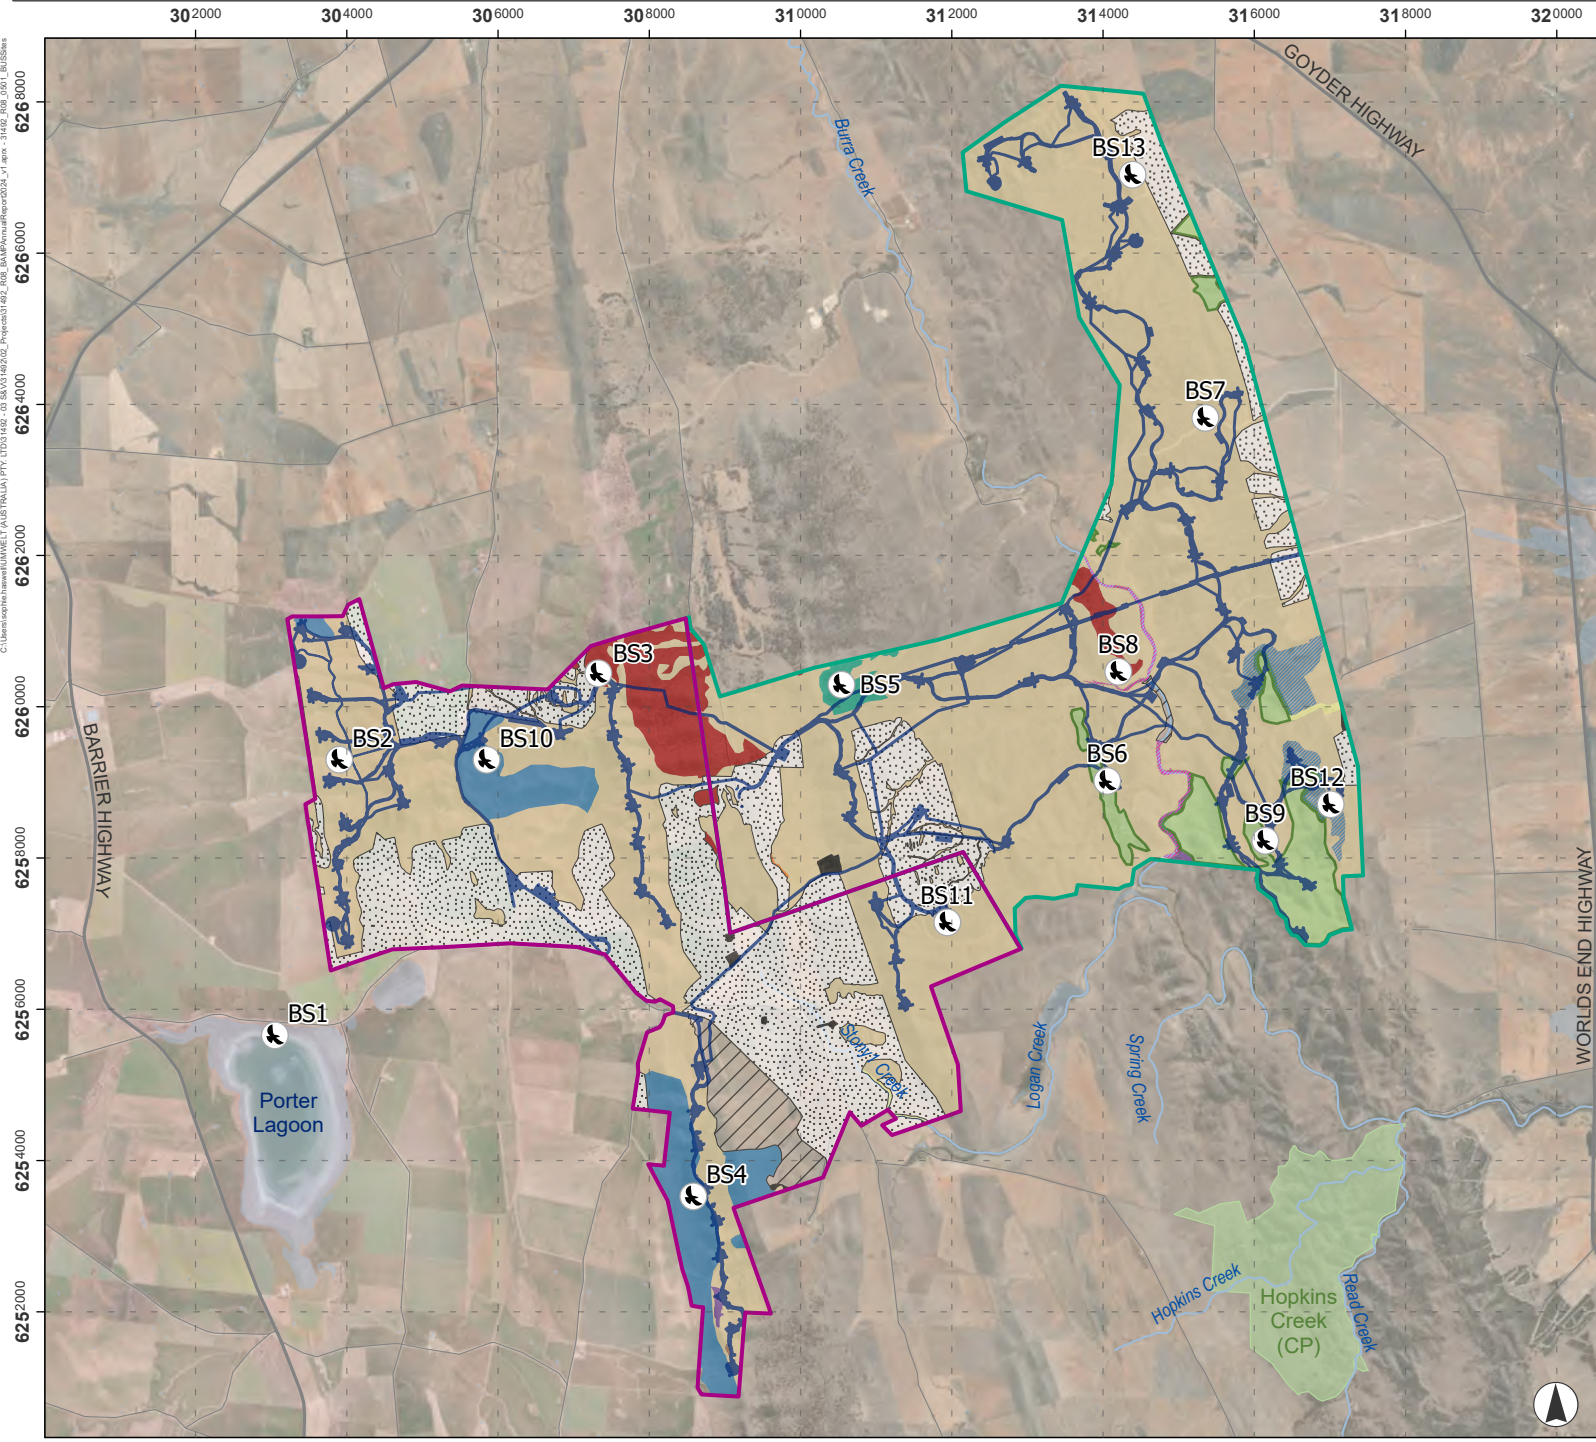 302000 304000 306000 308000 310000 312000 314000 316000 318000 320000
6268000
6266000
6264000
6262000
6260000
6258000
6256000
6254000
6252000
GOYDER HIGHWAY
Burra Creek
BS13
BS7
BS8
BS3
BS5
BS2
BS10
BS6
BS12
BS9
BARRIER HIGHWAY
BS11
WORLDS END HIGHWAY
BS1
Stony Creek
Logan Creek
Spring Creek
Porter
Lagoon
BS4
Hopkins Creek
Hopkins
Creek
(CP)
Read Creek